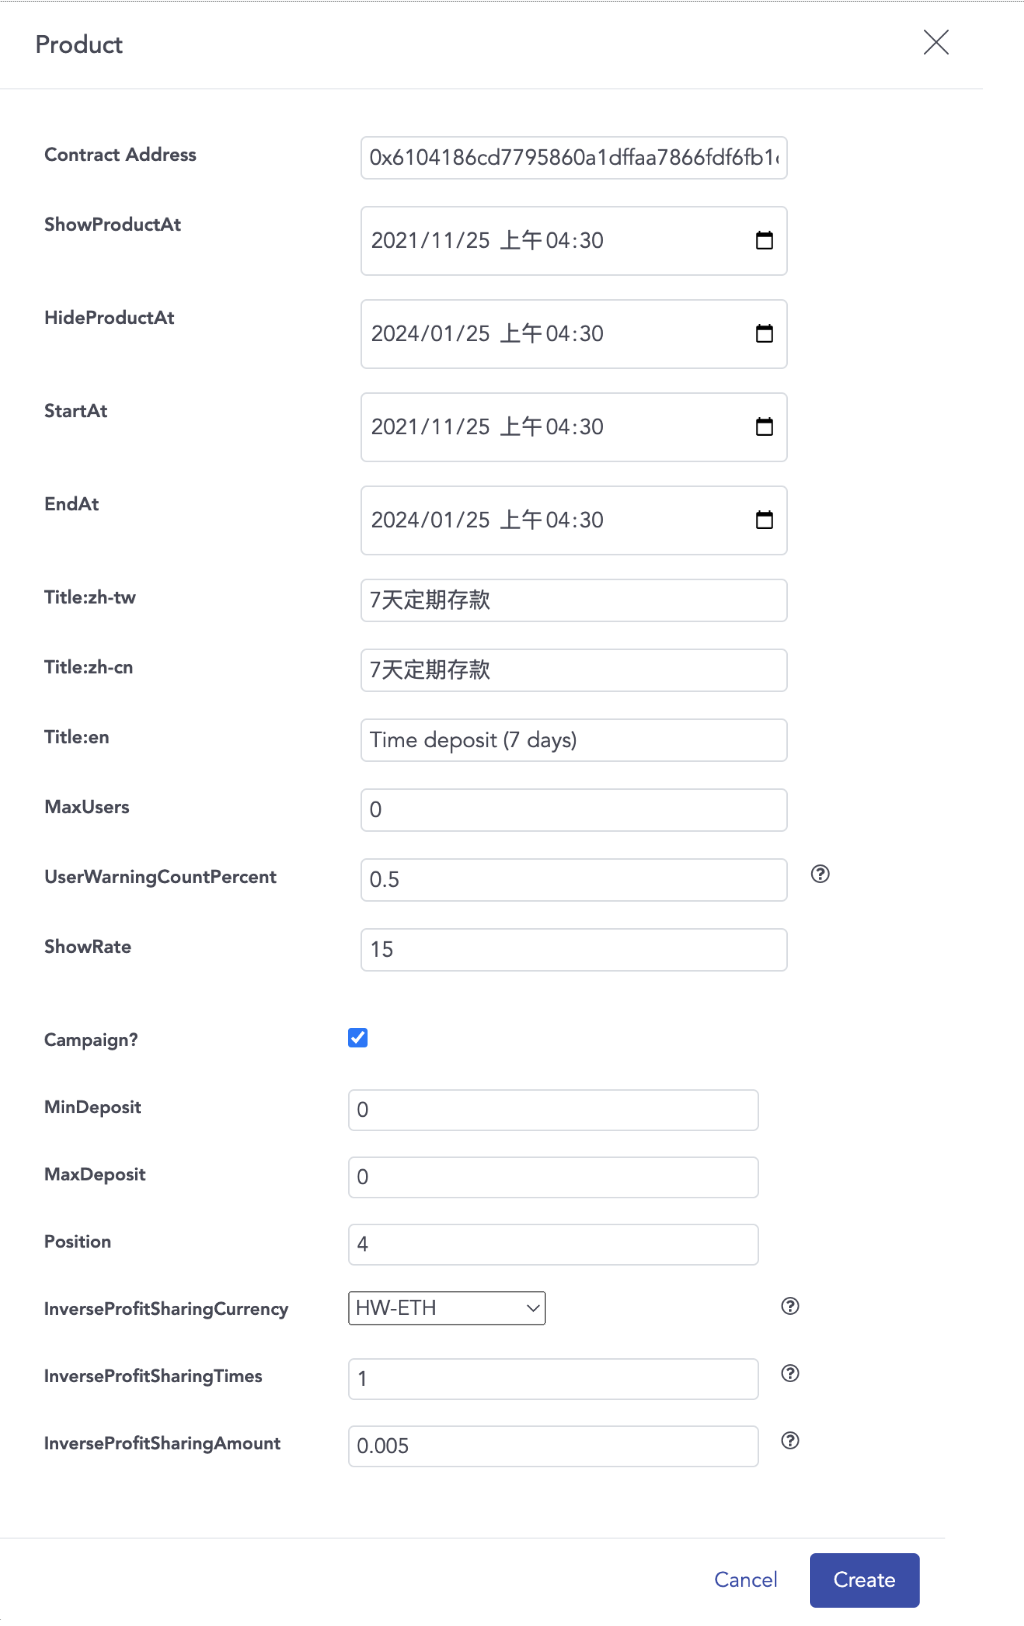 Product
Contract Address
0x6104186cd7795860a1dffaa7866fdf6fb1
ShowProductAt
2021/11/25 上午04:30
HideProductAt
2024/01/25 上午04:30
StartAt
2021/11/25 上午04:30
EndAt
2024/01/25 上午04:30
Title:zh-tw
7天定期存款
Title:zh-cn
7天定期存款
Title:en
Time deposit (7 days)
MaxUsers
0
UserWarningCountPercent
0.5
ShowRate
15
Campaign?
MinDeposit
0
MaxDeposit
0
Position
4
InverseProfitSharingCurrency
HW-ETH
InverseProfitSharingTimes
1
InverseProfitSharingAmount
0.005
Cancel Create